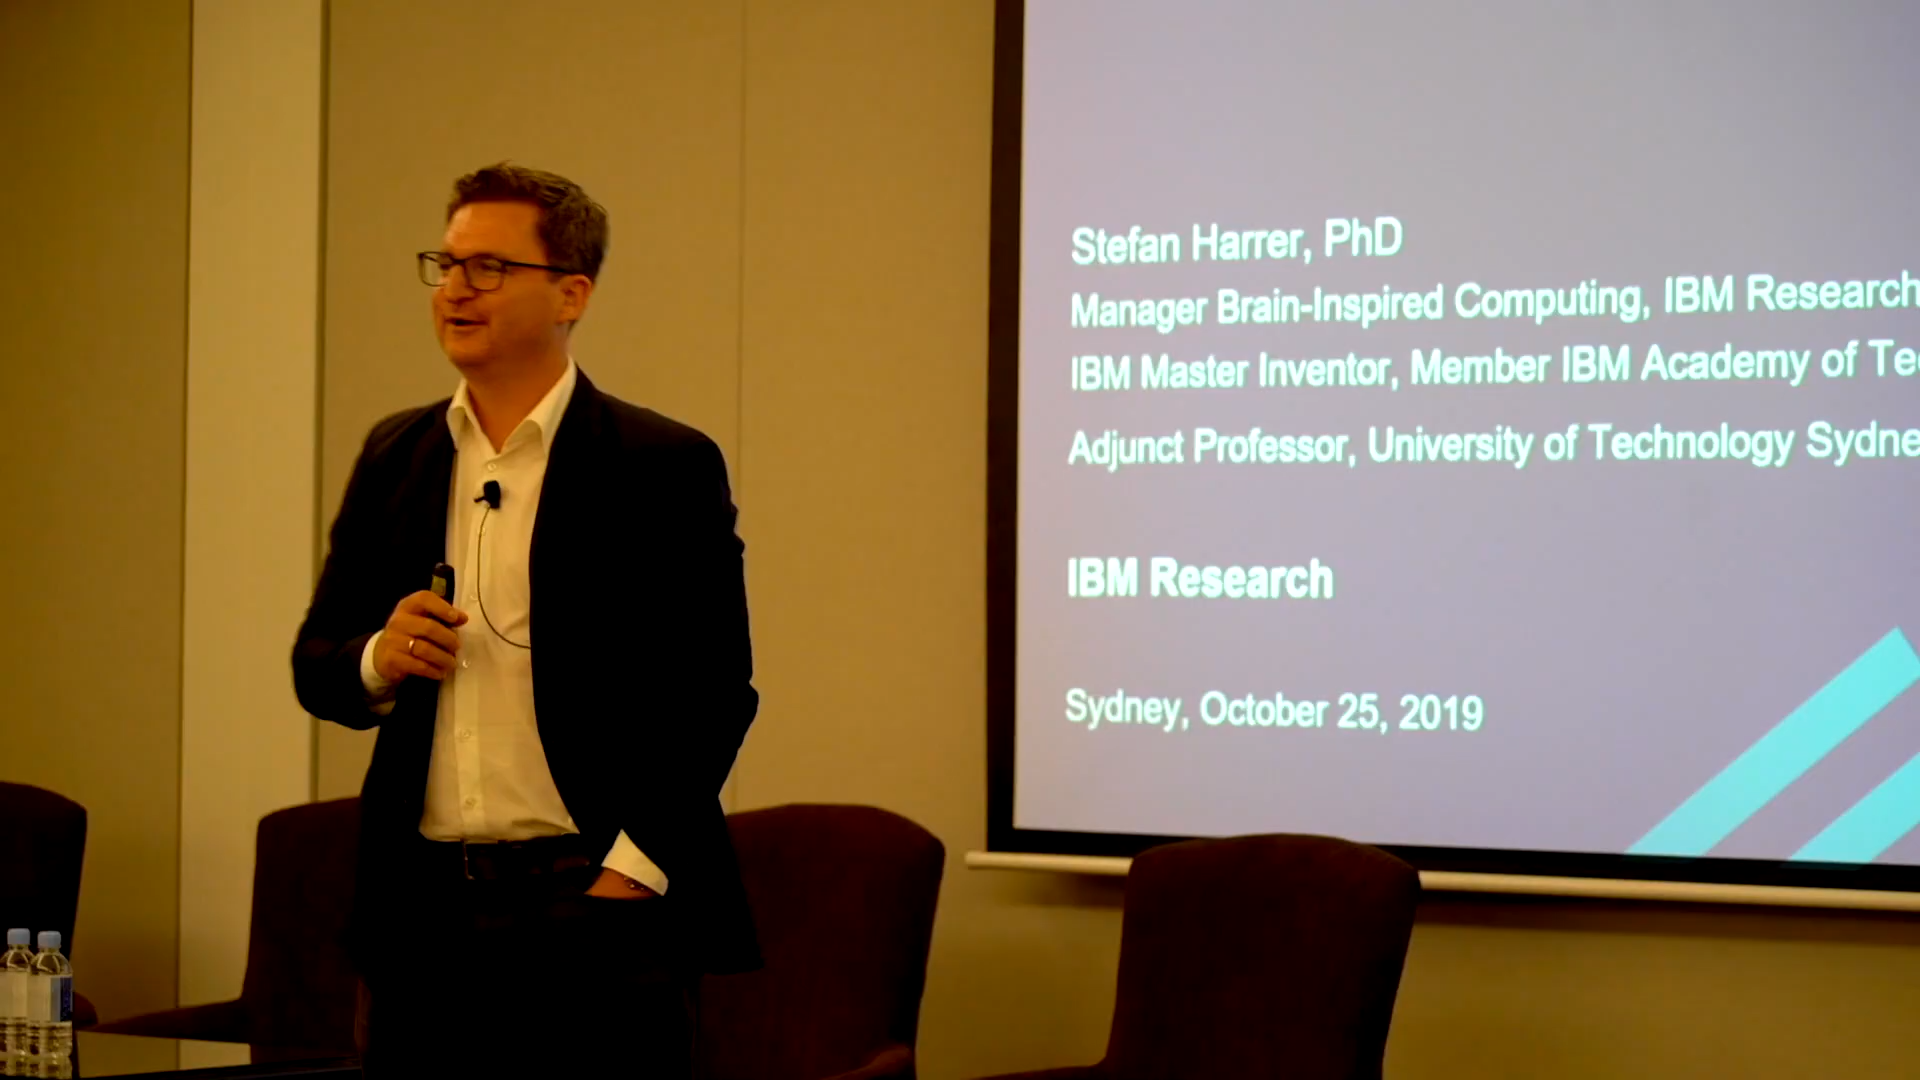 Stefan Harrer, PhD
Manager Brain-Inspired Computing, IBM Research
IBM Master Inventor, Member IBM Academy of
Adjunct Professor, University of Technology
IBM Research
Sydney, October 25, 2019